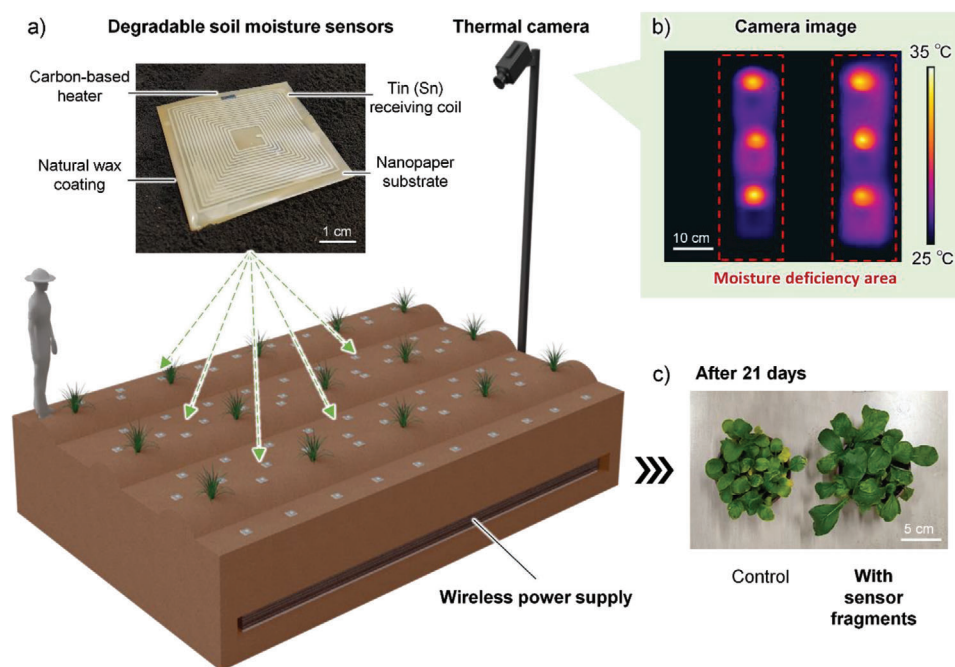 a)
Degradable soil moisture sensors
Carbon-based
heater
Tin (Sn)
receiving coil
Natural wax
coating
Nanopaper
substrate
1 cm
Thermal camera
b)
Camera image
35 ℃
25 ℃
10 cm
Moisture deficiency area
Wireless power supply
c)
After 21 days
5 cm
Control
With
sensor
fragments